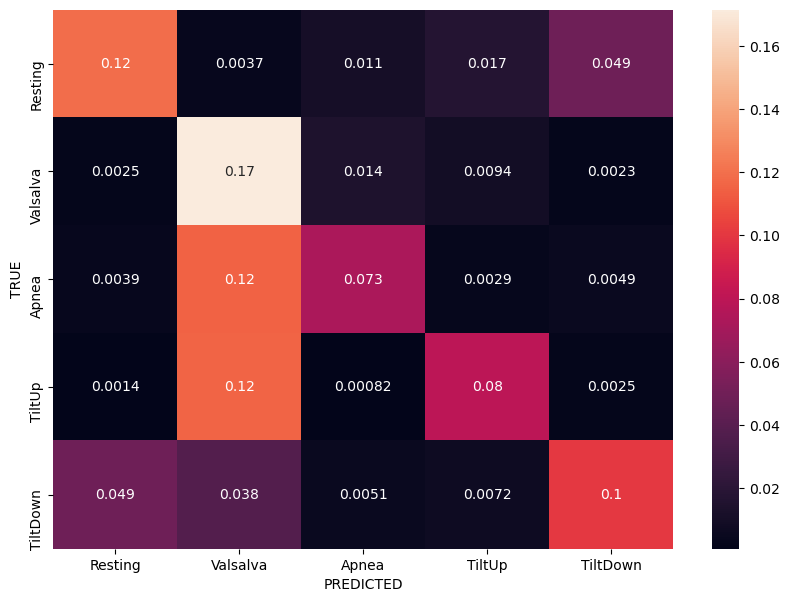 Resting 0.12 0.0037 0.011 0.017 0.049
Valsalva 0.0025 0.17 0.014 0.0094 0.0023
Apnea 0.0039 0.12 0.073 0.0029 0.0049
TiltUp 0.0014 0.12 0.00082 0.08 0.0025
TiltDown 0.049 0.038 0.0051 0.0072 0.1
TRUE
Resting Valsalva Apnea TiltUp TiltDown
PREDICTED
0.16
0.14
0.12
0.10
0.08
0.06
0.04
0.02